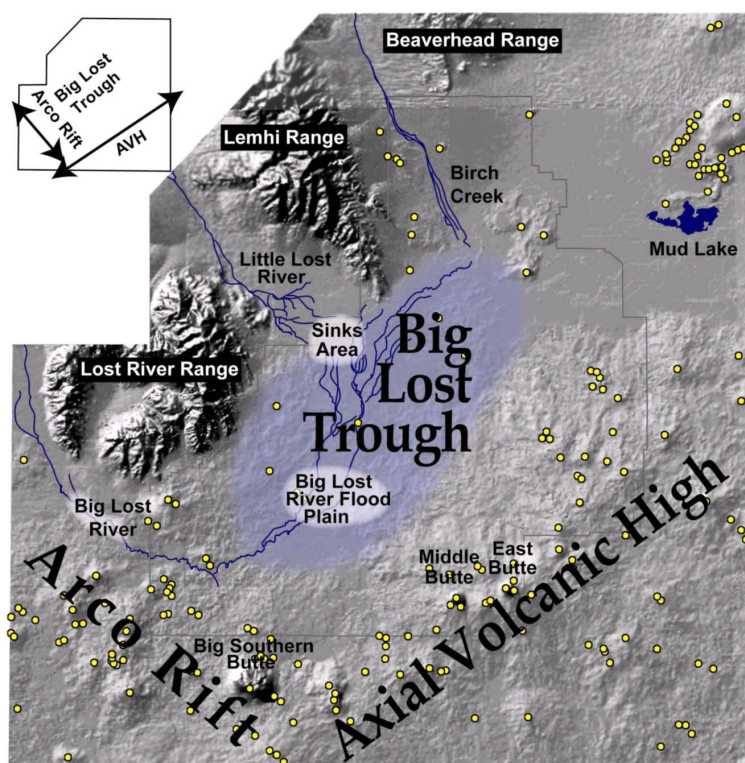 Big Lost
Trough
Arco Rift
AVH
Beaverhead Range
Lemhi Range
Birch
Creek
Mud Lake
Little Lost
River
Sinks
Area
Big
Lost
Trough
Lost River Range
Big Lost
River Flood
Plain
Big Lost
River
Middle
Butte
East
Butte
Arco Rift
Axial Volcanic High
Big Southern
Butte